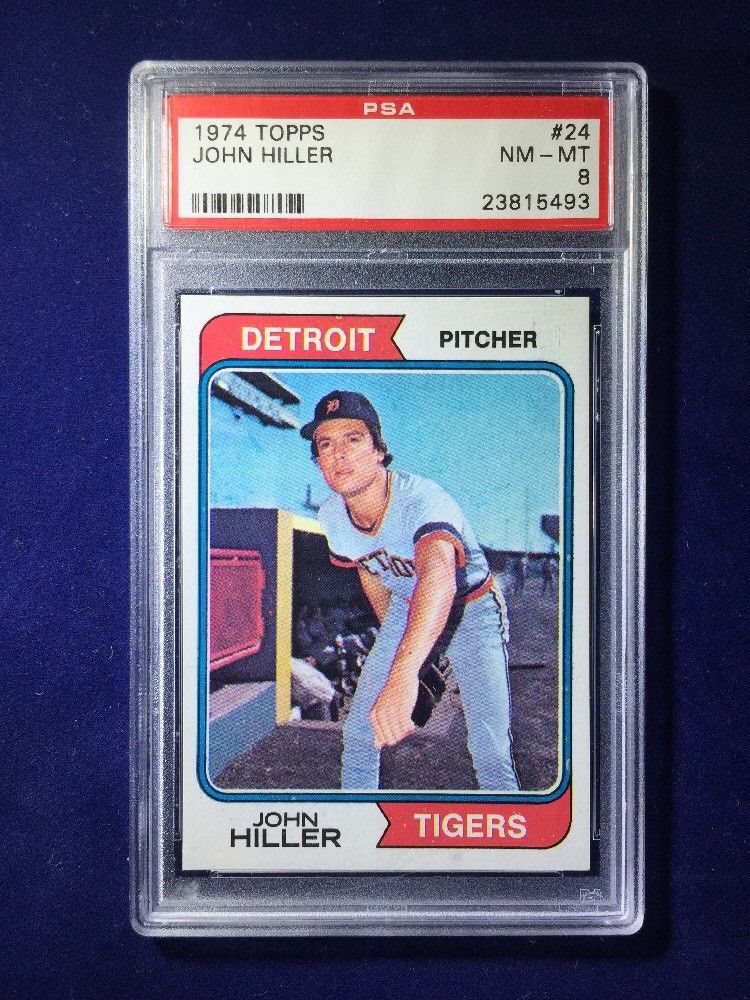 PSA
1974 TOPPS #24
JOHN HILLER NM - MT
8
23815493
DETROIT PITCHER
JOHN
HILLER
TIGERS